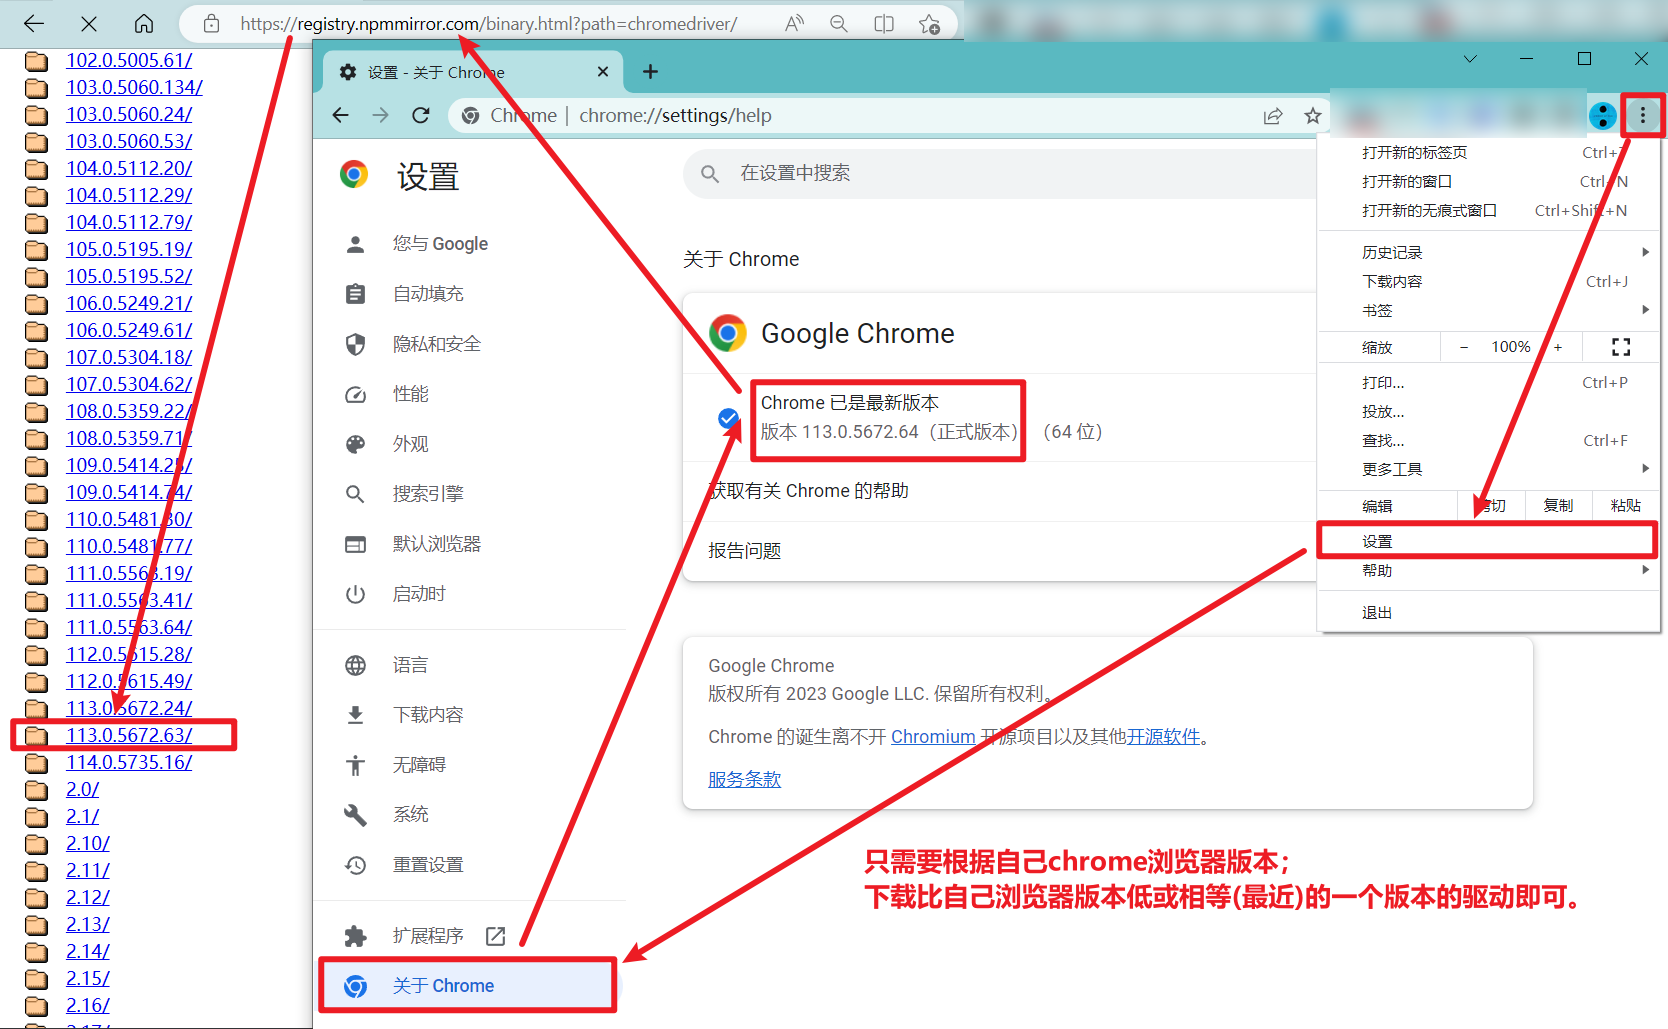 https://registry.npmmirror.com/binary.html?path=chromedriver/
102.0.5005.61/
103.0.5060.134/
103.0.5060.24/
103.0.5060.53/
104.0.5112.20/
104.0.5112.29/
104.0.5112.79/
105.0.5195.19/
105.0.5195.52/
106.0.5249.21/
106.0.5249.61/
107.0.5304.18/
107.0.5304.62/
108.0.5359.22/
108.0.5359.71/
109.0.5414.25/
109.0.5414.74/
110.0.5481.30/
110.0.5481.77/
111.0.5563.19/
111.0.5563.41/
111.0.5563.64/
112.0.5615.28/
112.0.5615.49/
113.0.5672.24/
113.0.5672.63/
114.0.5735.16/
2.0/
2.1/
2.10/
2.11/
2.12/
2.13/
2.14/
2.15/
2.16/
2.17/
设置 - 关于 Chrome
Chrome | chrome://settings/help
设置
在设置中搜索
您与 Google
自动填充
隐私和安全
性能
外观
搜索引擎
默认浏览器
启动时
语言
下载内容
无障碍
系统
重置设置
扩展程序
关于 Chrome
关于 Chrome
Google Chrome
Chrome 已是最新版本
版本 113.0.5672.64（正式版本） （64 位）
获取有关 Chrome 的帮助
报告问题
Google Chrome
版权所有 2023 Google LLC. 保留所有权利。
Chrome 的诞生离不开 Chromium 开源项目以及其他开源软件。
服务条款
打开新的标签页 Ctrl+T
打开新的窗口 Ctrl+N
打开新的无痕式窗口 Ctrl+Shift+N
历史记录
下载内容 Ctrl+J
书签
缩放 - 100% +
打印... Ctrl+P
投放...
查找... Ctrl+F
更多工具
编辑 剪切 复制 粘贴
设置
帮助
退出
只需要根据自己chrome浏览器版本；
下载比自己浏览器版本低或相等(最近)的一个版本的驱动即可。